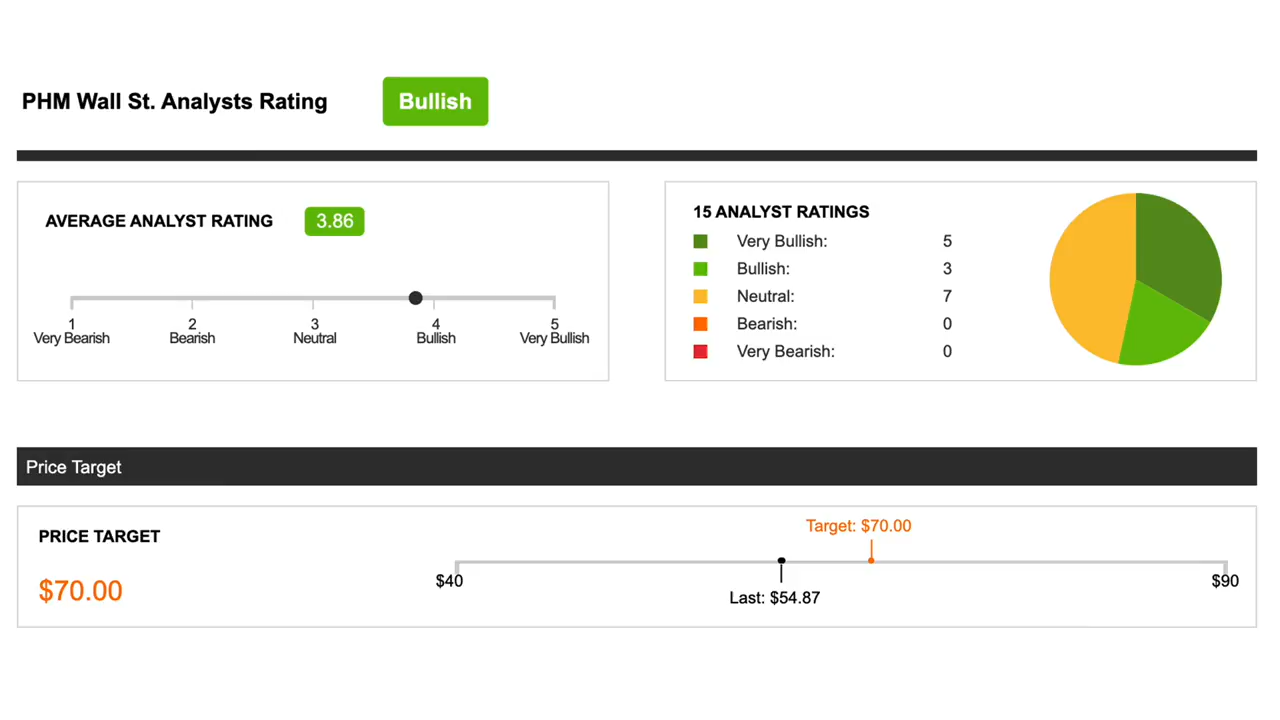 PHM Wall St. Analysts Rating Bullish
AVERAGE ANALYST RATING 3.86
1 2 3 4 5
Very Bearish Bearish Neutral Bullish Very Bullish
15 ANALYST RATINGS
Very Bullish: 5
Bullish: 3
Neutral: 7
Bearish: 0
Very Bearish: 0
Price Target
PRICE TARGET
$70.00
Target: $70.00
$40 $90
Last: $54.87